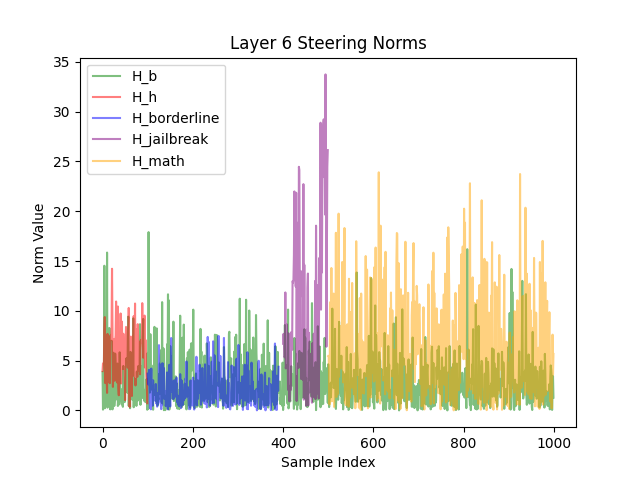 Layer 6 Steering Norms
H_b
H_h
H_borderline
H_jailbreak
H_math
Norm Value
35
30
25
20
15
10
5
0
0
200
400
600
800
1000
Sample Index